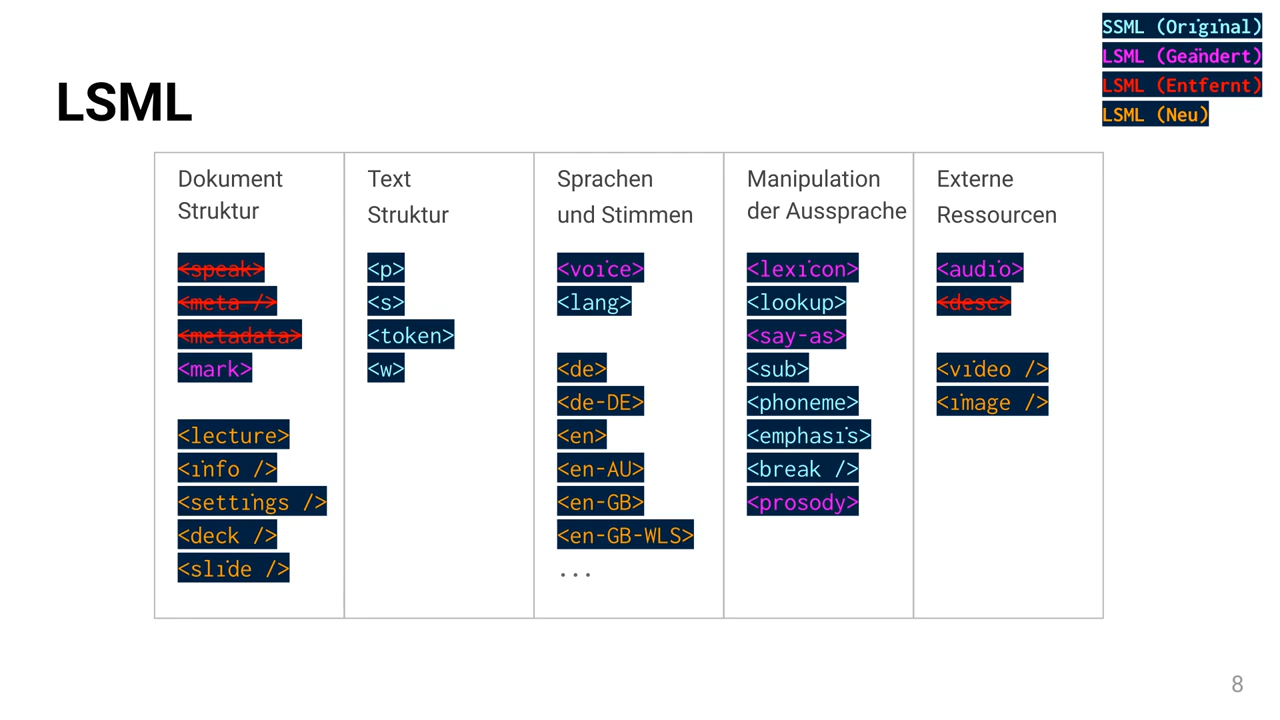 SSML (Original)
LSML (Geändert)
LSML (Entfernt)
LSML (Neu)
LSML
Dokument
Struktur
<speak>
<meta />
<metadata>
<mark>
<lecture>
<info />
<settings />
<deck />
<slide />
Text
Struktur
<p>
<s>
<token>
<w>
Sprachen
und Stimmen
<voice>
<lang>
<de>
<de-DE>
<en>
<en-AU>
<en-GB>
<en-GB-WLS>
...
Manipulation
der Aussprache
<lexicon>
<lookup>
<say-as>
<sub>
<phoneme>
<emphasis>
<break />
<prosody>
Externe
Ressourcen
<audio>
<desc>
<video />
<image />
8